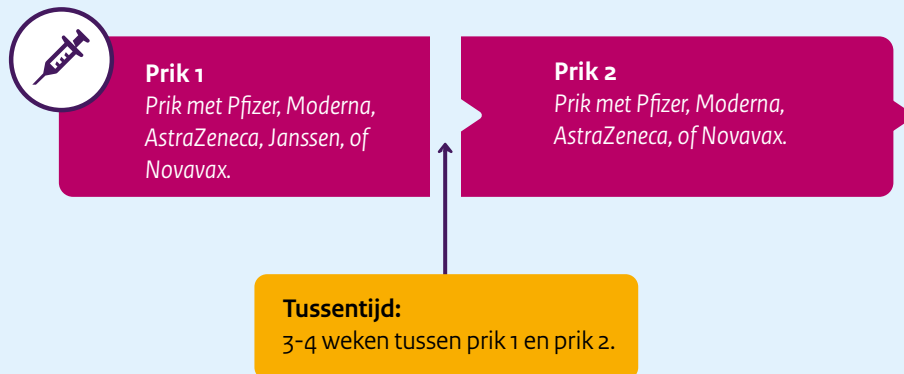 Prik 1
Prik met Pfizer, Moderna,
AstraZeneca, Janssen, of
Novavax.
Prik 2
Prik met Pfizer, Moderna,
AstraZeneca, of Novavax.
Tussentijd:
3-4 weken tussen prik 1 en prik 2.